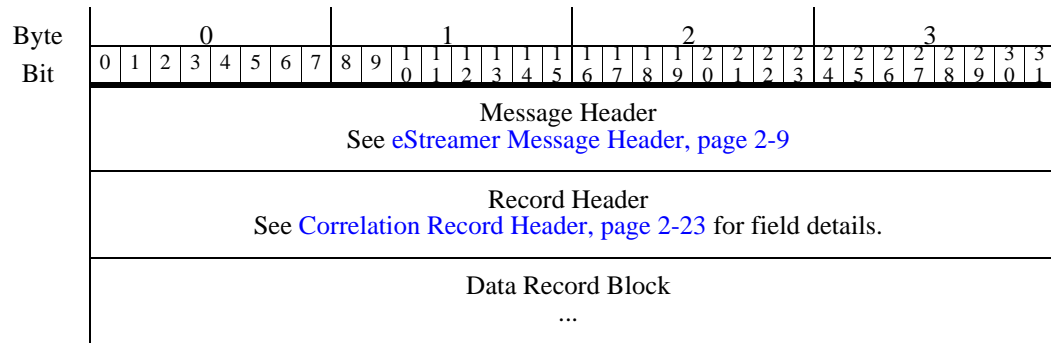 Byte 0 1 2 3
Bit 0 1 2 3 4 5 6 7 8 9 10 11 12 13 14 15 16 17 18 19 20 21 22 23 24 25 26 27 28 29 30 31
Message Header
See eStreamer Message Header, page 2-9
Record Header
See Correlation Record Header, page 2-23 for field details.
Data Record Block
...